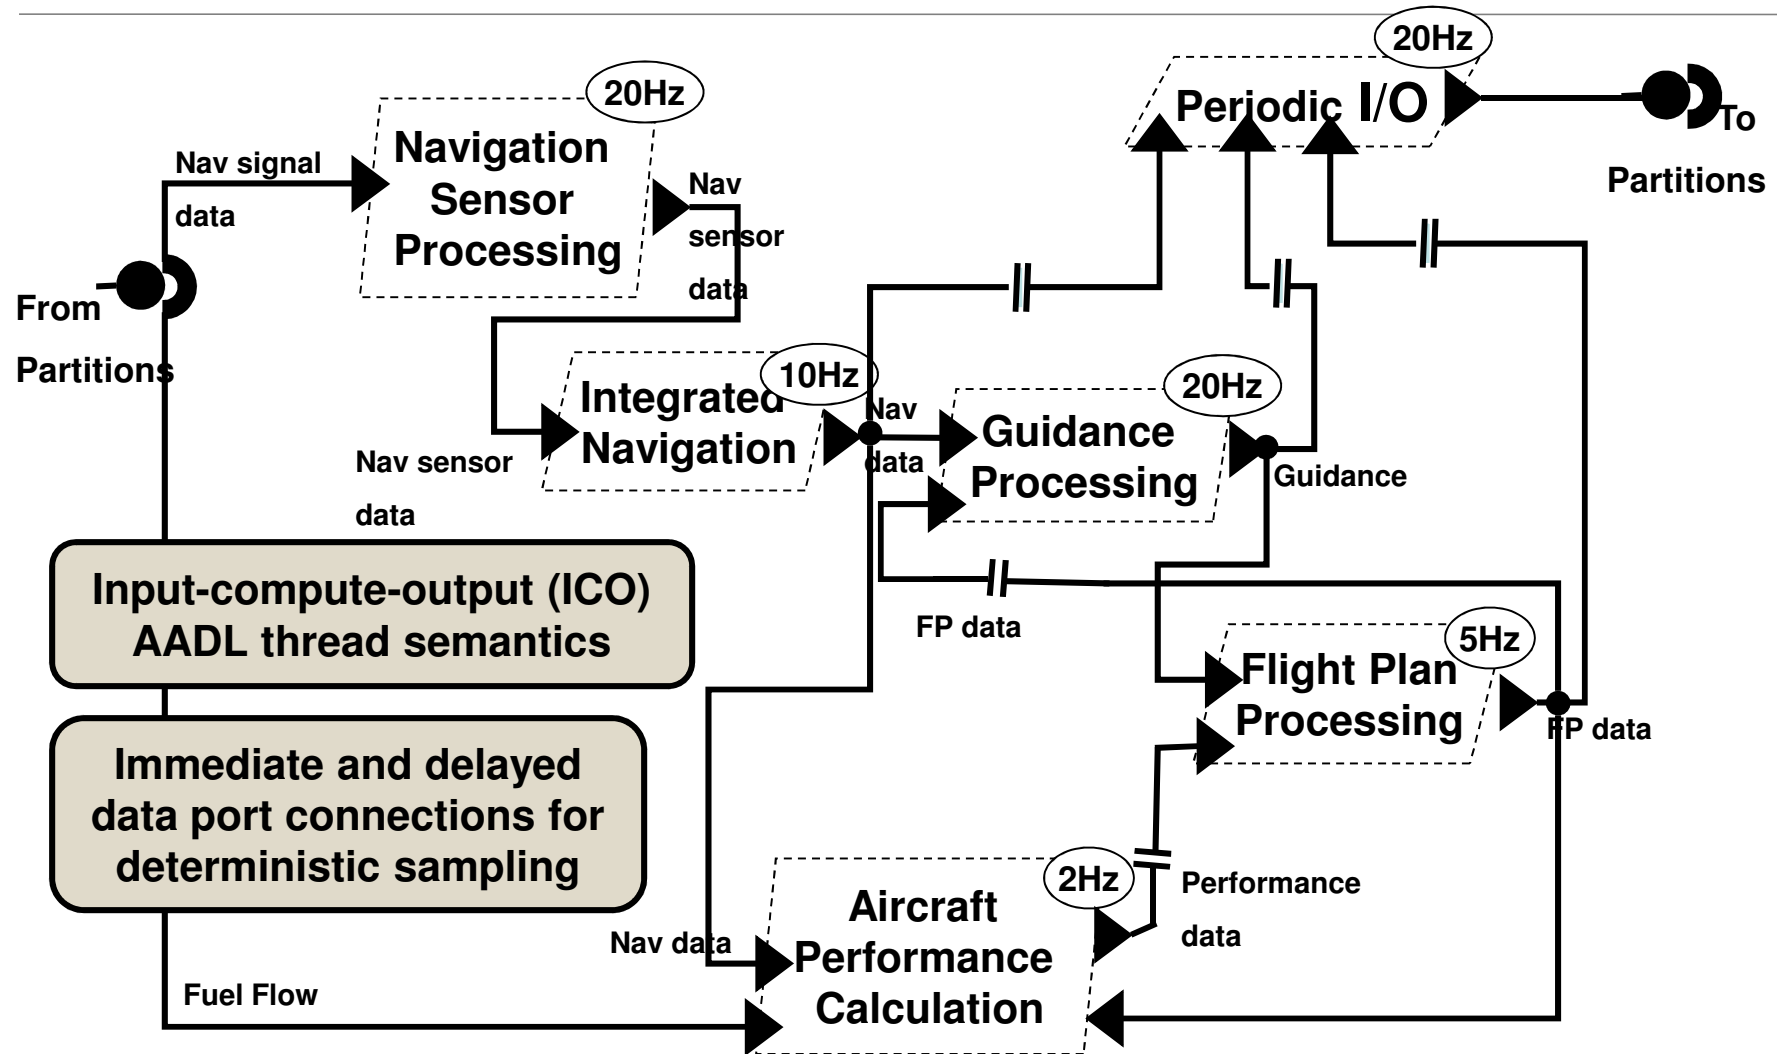 20Hz
Periodic I/O
To
Partitions
20Hz
Navigation
Sensor
Processing
Nav signal
data
Nav
sensor
data
From
Partitions
10Hz
Integrated
Navigation
Nav sensor
data
Nav
data
20Hz
Guidance
Processing
Guidance
FP data
Input-compute-output (ICO)
AADL thread semantics
5Hz
Flight Plan
Processing
FP data
Immediate and delayed
data port connections for
deterministic sampling
2Hz
Aircraft
Performance
Calculation
Performance
data
Nav data
Fuel Flow